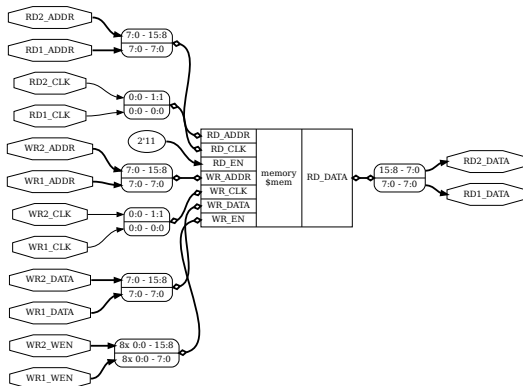 RD2_ADDR
RD1_ADDR
7:0 - 15:8
7:0 - 7:0
RD2_CLK
RD1_CLK
0:0 - 1:1
0:0 - 0:0
2'11
WR2_ADDR
WR1_ADDR
7:0 - 15:8
7:0 - 7:0
WR2_CLK
WR1_CLK
0:0 - 1:1
0:0 - 0:0
WR2_DATA
WR1_DATA
7:0 - 15:8
7:0 - 7:0
WR2_WEN
WR1_WEN
8x 0:0 - 15:8
8x 0:0 - 7:0
RD_ADDR
RD_CLK
RD_EN
WR_ADDR
WR_CLK
WR_DATA
WR_EN
memory
$mem
RD_DATA
15:8 - 7:0
7:0 - 7:0
RD2_DATA
RD1_DATA